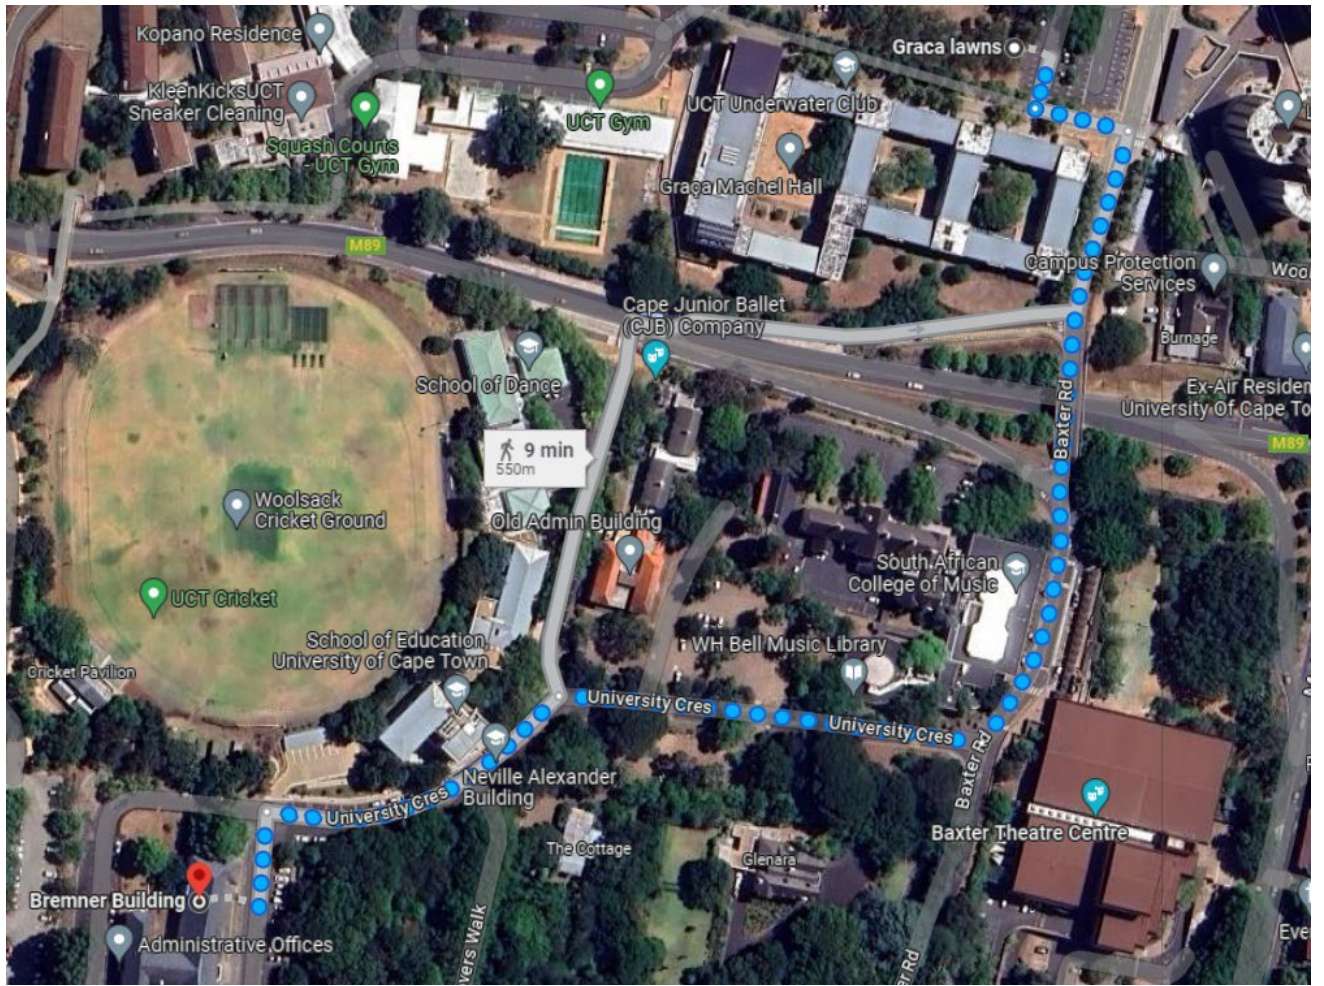 Kopano Residence
Graca lawns
KleenKicksUCT
Sneaker Cleaning
UCT Underwater Club
UCT Gym
Squash Courts
- UCT Gym
Graça Machel Hall
M89
Campus Protection
Services
Cape Junior Ballet
(CJB) Company
Burnage
School of Dance
Ex-Air Residen
University Of Cape To
Baxter Rd
M89
9 min
550m
Woolsack
Cricket Ground
Old Admin Building
South African
College of Music
UCT Cricket
School of Education,
University of Cape Town
WH Bell Music Library
Cricket Pavilion
University Cres
University Cres
Baxter Rd
Neville Alexander
Building
University Cres
Baxter Rd
Baxter Theatre Centre
The Cottage
Glenara
Bremner Building
Administrative Offices
vers Walk
r Rd
Eve